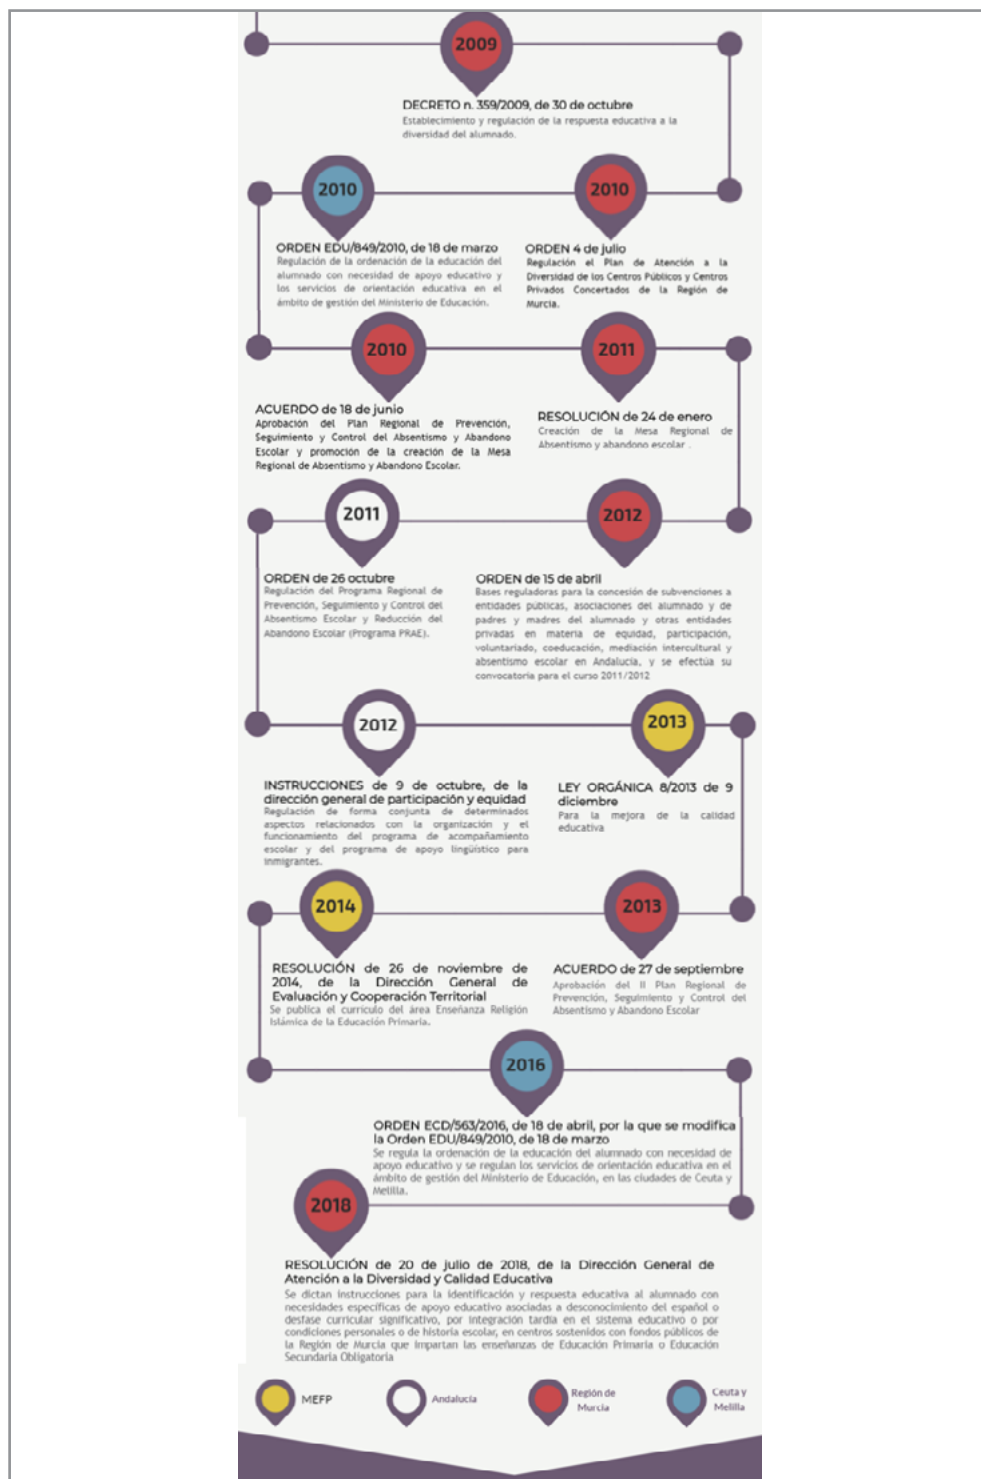 2009
DECRETO n. 359/2009, de 30 de octubre
Establecimiento y regulación de la respuesta educativa a la
diversidad del alumnado.
2010
ORDEN EDU/849/2010, de 18 de marzo
Regulación de la ordenación de la educación del
alumnado con necesidad de apoyo educativo y
los servicios de orientación educativa en el
ámbito de gestión del Ministerio de Educación.
2010
ORDEN 4 de julio
Regulación el Plan de Atención a la
Diversidad de los Centros Públicos y Centros
Privados Concertados de la Región de
Murcia.
2010
ACUERDO de 18 de junio
Aprobación del Plan Regional de Prevención,
Seguimiento y Control del Absentismo y Abandono
Escolar y promoción de la creación de la Mesa
Regional de Absentismo y Abandono Escolar.
2011
RESOLUCIÓN de 24 de enero
Creación de la Mesa Regional de
Absentismo y abandono escolar .
2011
ORDEN de 26 octubre
Regulación del Programa Regional de
Prevención, Seguimiento y Control del
Absentismo Escolar y Reducción del
Abandono Escolar (Programa PRAE).
2012
ORDEN de 15 de abril
Bases reguladoras para la concesión de subvenciones a
entidades públicas, asociaciones del alumnado y de
padres y madres del alumnado y otras entidades
privadas en materia de equidad, participación,
voluntariado, coeducación, mediación intercultural y
absentismo escolar en Andalucía, y se efectúa su
convocatoria para el curso 2011/2012
2012
INSTRUCCIONES de 9 de octubre, de la
dirección general de participación y equidad
Regulación de forma conjunta de determinados
aspectos relacionados con la organización y el
funcionamiento del programa de acompañamiento
escolar y del programa de apoyo lingüístico para
inmigrantes.
2013
LEY ORGÁNICA 8/2013 de 9
diciembre
Para la mejora de la calidad
educativa
2014
RESOLUCIÓN de 26 de noviembre de
2014, de la Dirección General de
Evaluación y Cooperación Territorial
Se publica el currículo del área Enseñanza Religión
Islámica de la Educación Primaria.
2013
ACUERDO de 27 de septiembre
Aprobación del II Plan Regional de
Prevención, Seguimiento y Control del
Absentismo y Abandono Escolar
2016
ORDEN ECD/563/2016, de 18 de abril, por la que se modifica
la Orden EDU/849/2010, de 18 de marzo
Se regula la ordenación de la educación del alumnado con necesidad de
apoyo educativo y se regulan los servicios de orientación educativa en el
ámbito de gestión del Ministerio de Educación, en las ciudades de Ceuta y
Melilla.
2018
RESOLUCIÓN de 20 de julio de 2018, de la Dirección General de
Atención a la Diversidad y Calidad Educativa
Se dictan instrucciones para la identificación y respuesta educativa al alumnado con
necesidades específicas de apoyo educativo asociadas a desconocimiento del español o
desfase curricular significativo, por integración tardía en el sistema educativo o por
condiciones personales o de historia escolar, en centros sostenidos con fondos públicos de
la Región de Murcia que impartan las enseñanzas de Educación Primaria o Educación
Secundaria Obligatoria
MEFP
Andalucía
Región de
Murcia
Ceuta y
Melilla